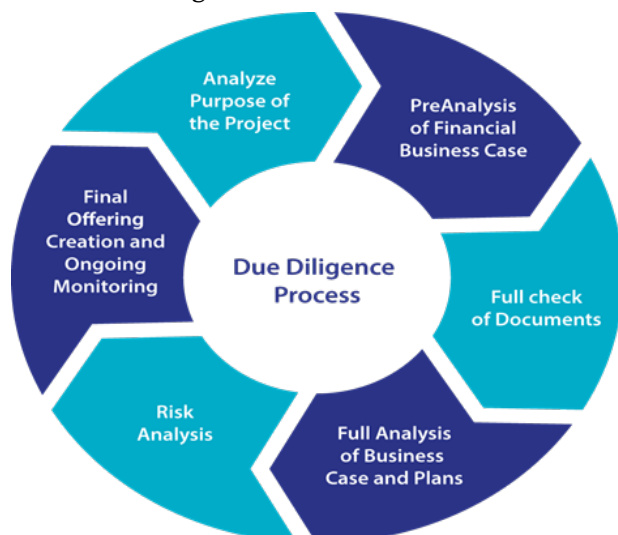 Analyze
Purpose of
the Project
PreAnalysis
of Financial
Business Case
Full check
of Documents
Full Analysis
of Business
Case and Plans
Risk
Analysis
Final
Offering
Creation and
Ongoing
Monitoring
Due Diligence
Process